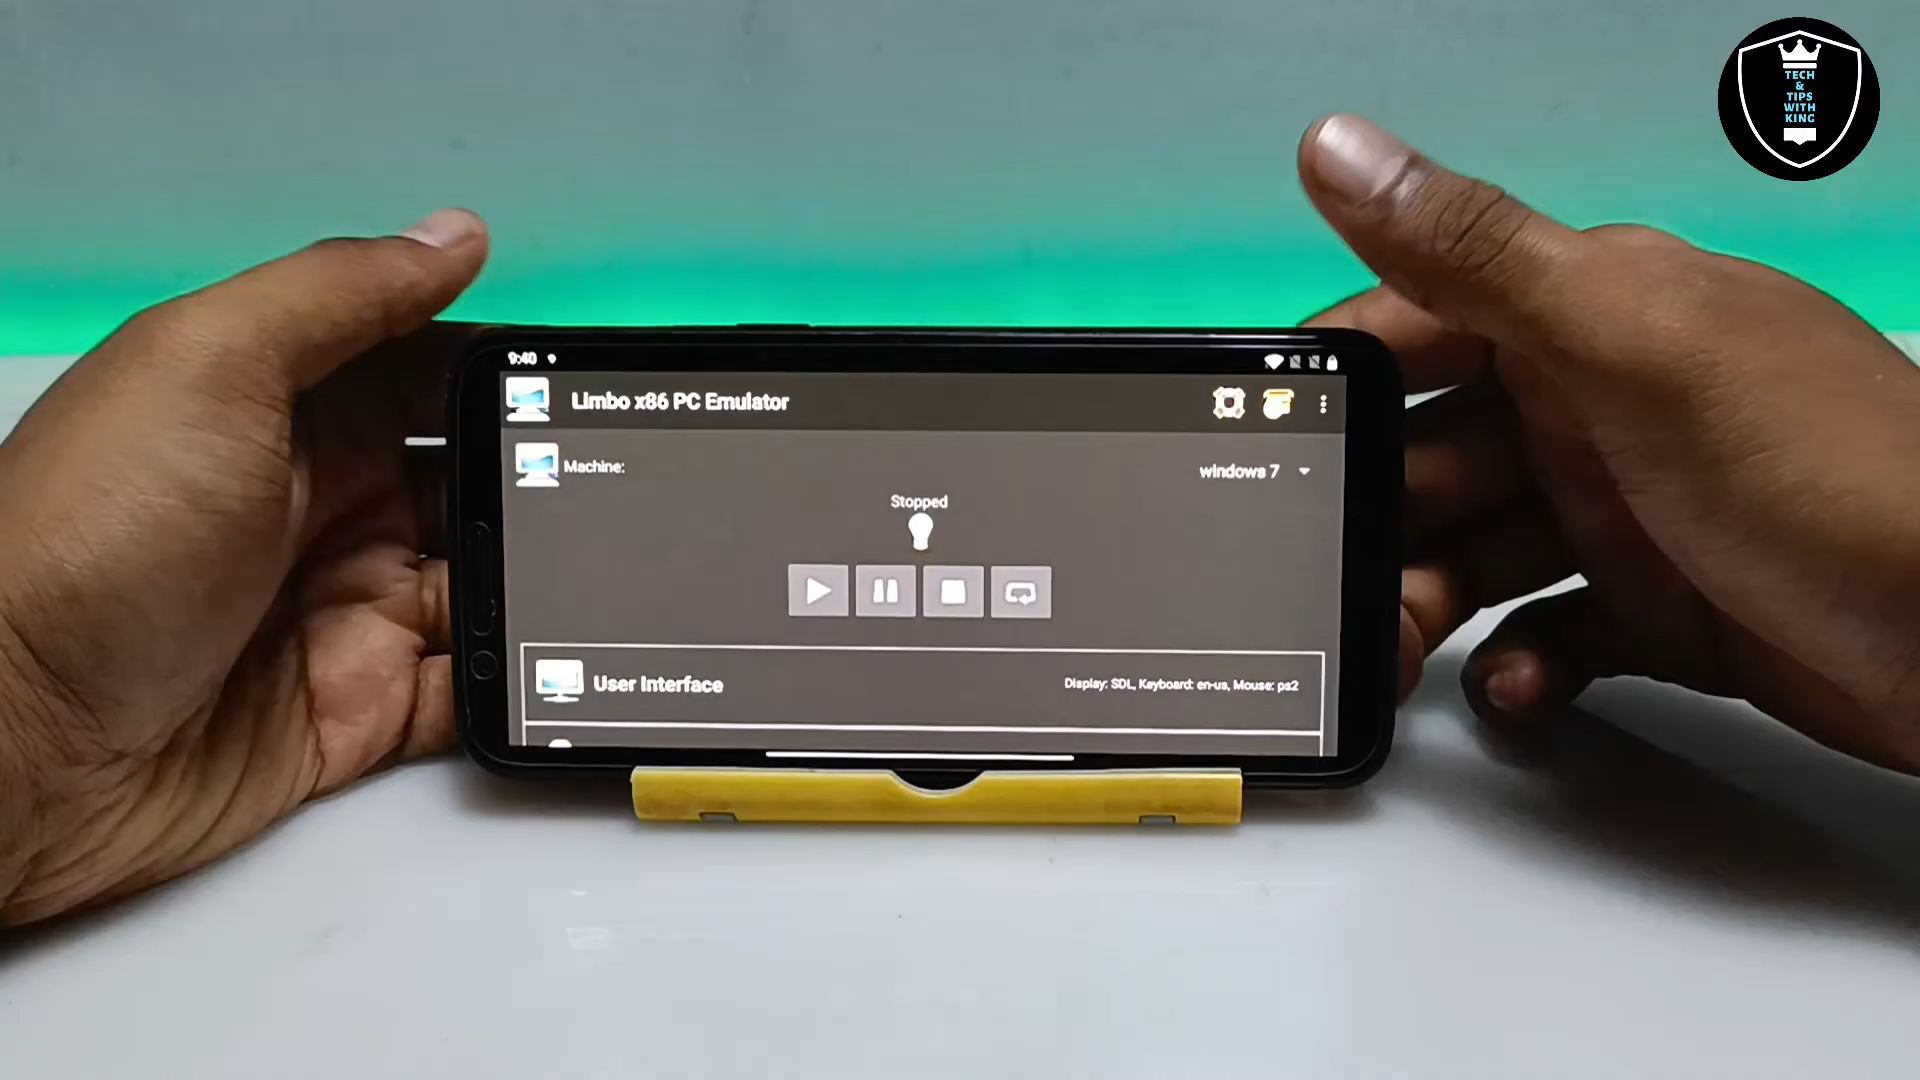 TECH
&
TIPS
WITH
KING
9:40
Limbo x86 PC Emulator
Machine:
windows 7
Stopped
User Interface
Display: SDL, Keyboard: en-us, Mouse: ps2